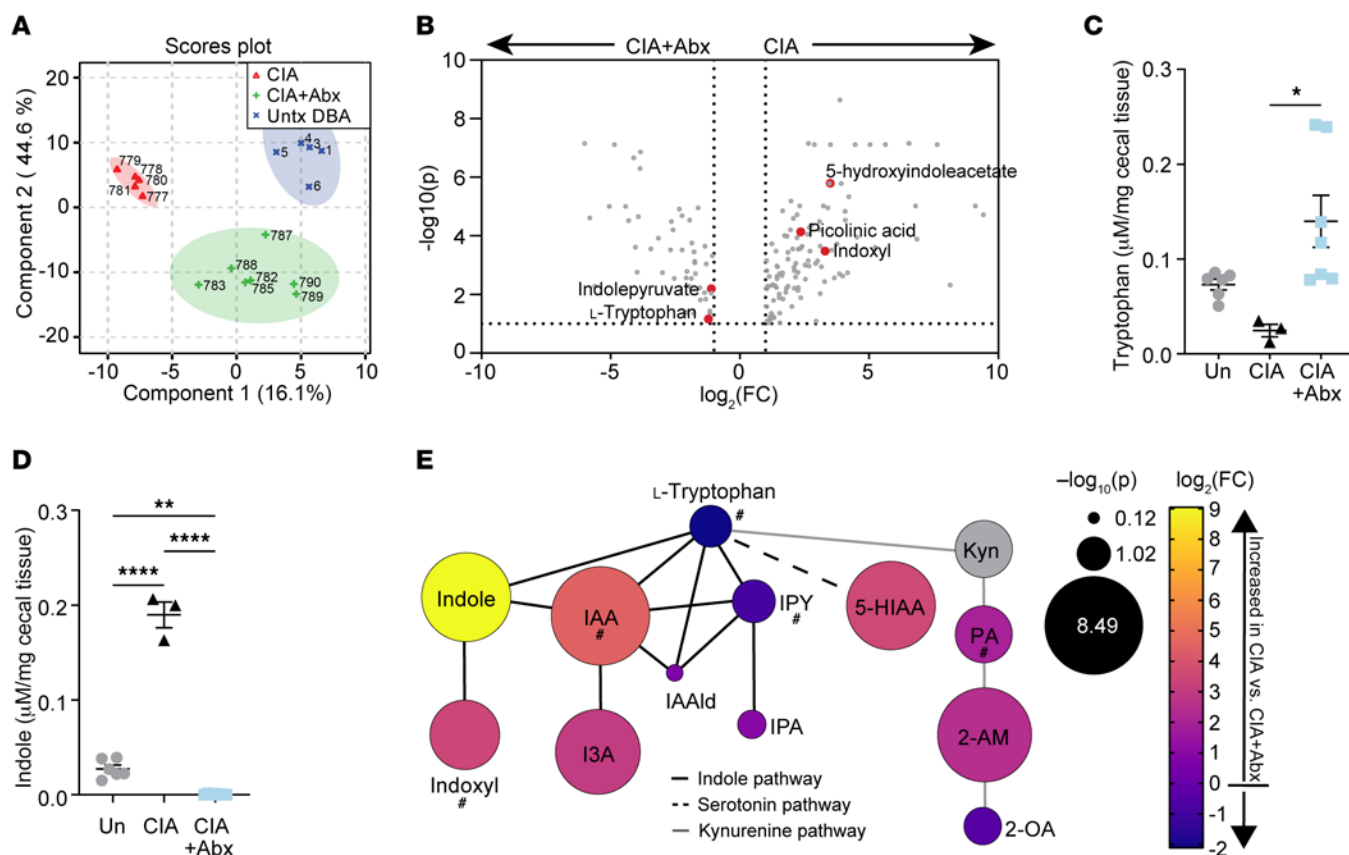 A
Scores plot
CIA
CIA+Abx
Untx DBA
779
778
780
781
777
4
3
1
5
6
787
788
782
785
783
790
789
20
10
0
-10
-20
-10
-5
0
5
10
Component 2 ( 44.6 %)
Component 1 (16.1%)
B
CIA+Abx
CIA
10
8
6
4
2
0
-10
-5
0
5
10
-log10(p)
log2(FC)
5-hydroxyindoleacetate
Picolinic acid
Indoxyl
Indolepyruvate
L-Tryptophan
C
Tryptophan (μM/mg cecal tissue)
0.3
0.2
0.1
0.0
*
Un
CIA
CIA
+Abx
D
Indole (μM/mg cecal tissue)
0.3
0.2
0.1
0.0
**
****
****
Un
CIA
CIA
+Abx
E
L-Tryptophan
#
Indole
IAA
#
IPY
#
5-HIAA
Kyn
PA
#
IAAld
IPA
Indoxyl
#
I3A
2-AM
2-OA
Indole pathway
Serotonin pathway
Kynurenine pathway
–log10(p)
0.12
1.02
8.49
log2(FC)
9
8
7
6
5
4
3
2
1
0
-1
-2
Increased in CIA vs. CIA+Abx